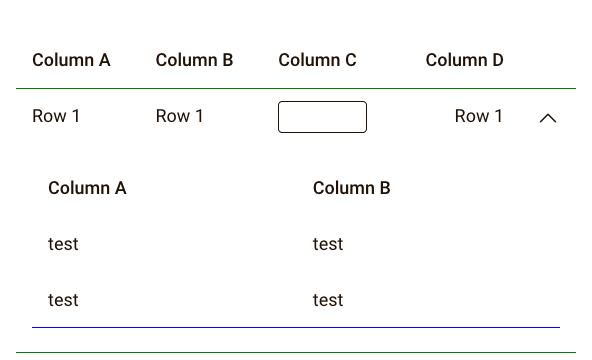 Column A Column B Column C Column D
Row 1 Row 1 Row 1
Column A Column B
test test
test test